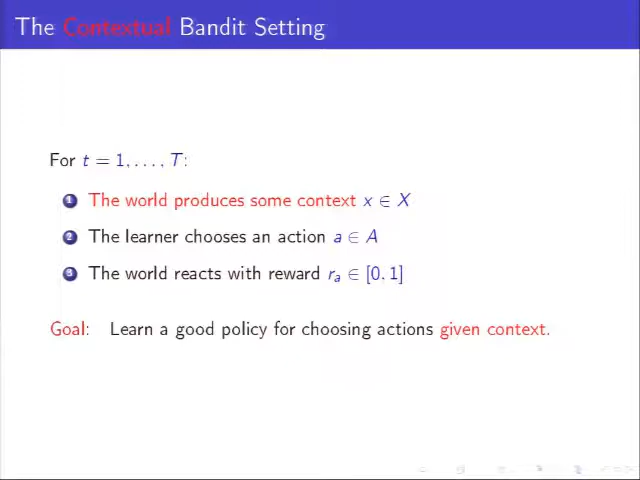 The Contextual Bandit Setting
For t = 1, . . . , T:
1 The world produces some context x ∈ X
2 The learner chooses an action a ∈ A
3 The world reacts with reward rₐ ∈ [0, 1]
Goal: Learn a good policy for choosing actions given context.